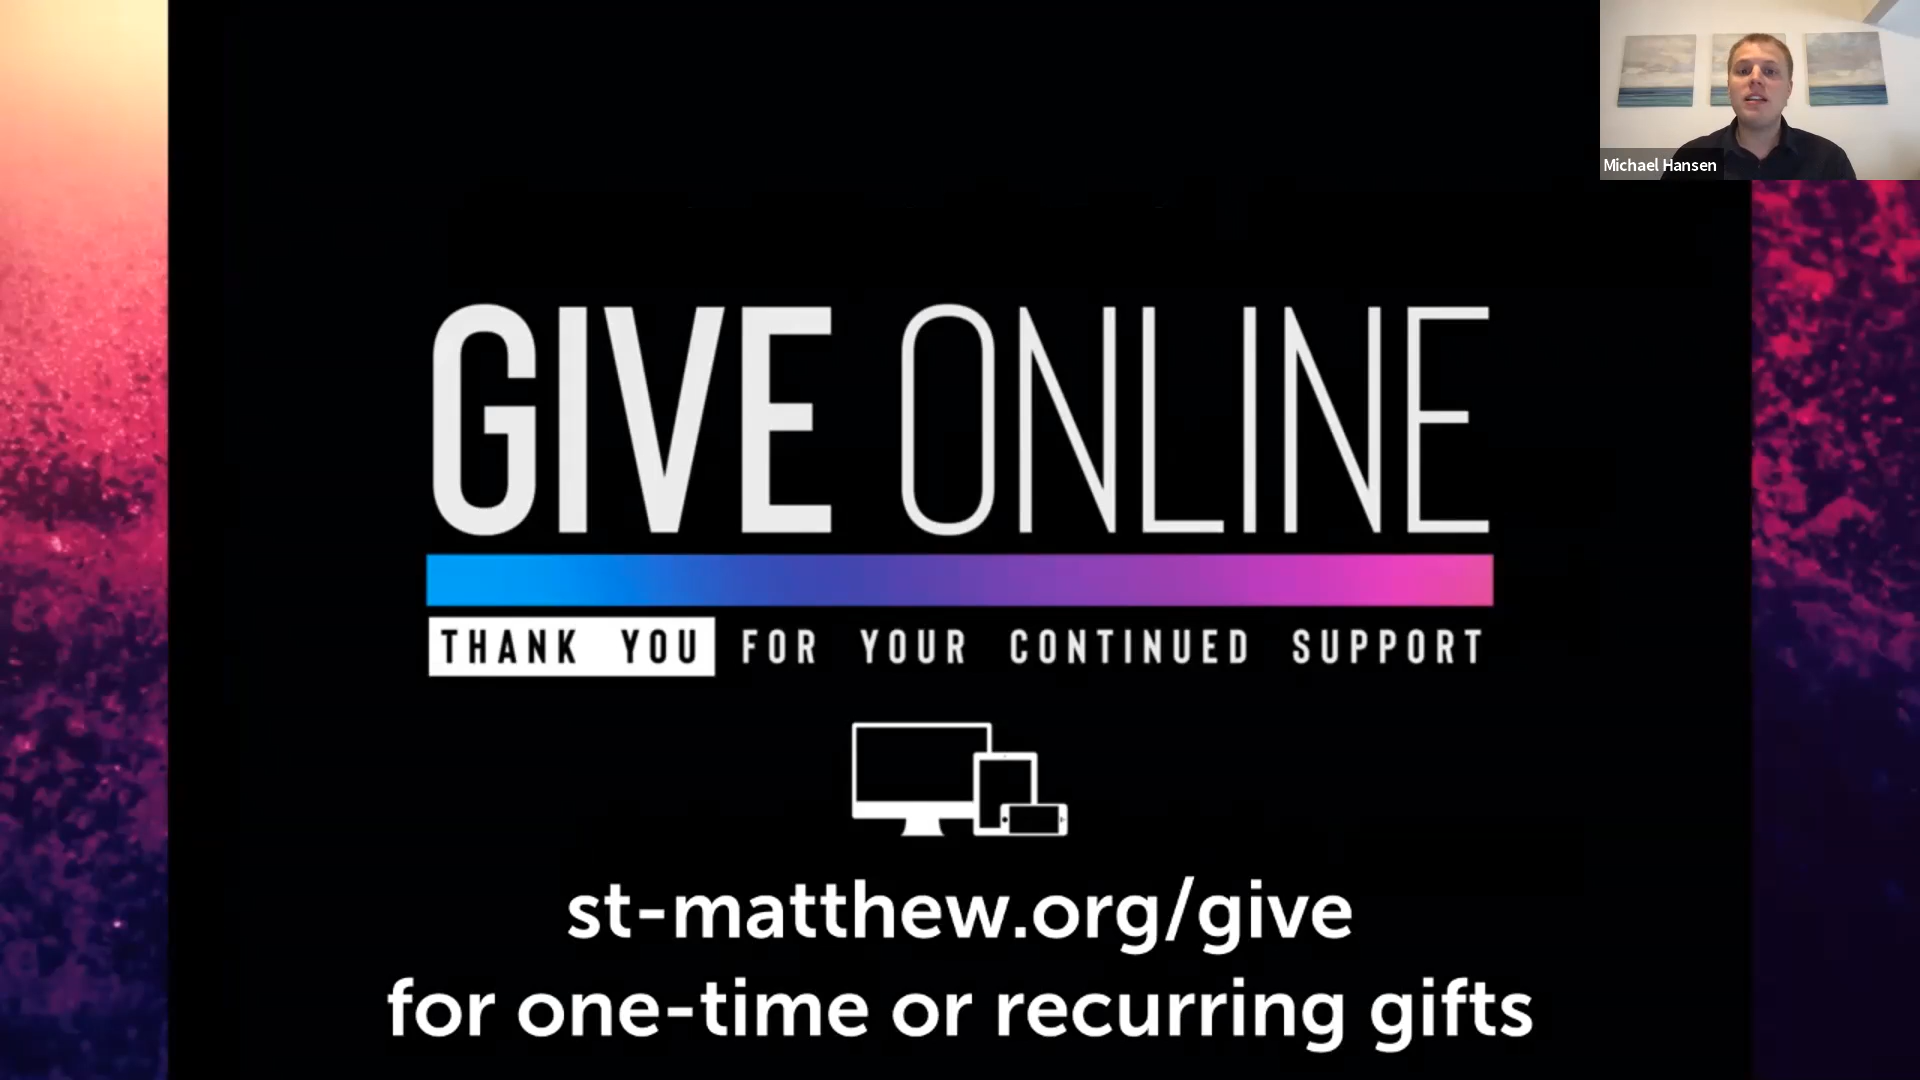 Michael Hansen
GIVE ONLINE
THANK YOU FOR YOUR CONTINUED SUPPORT
st-matthew.org/give
for one-time or recurring gifts